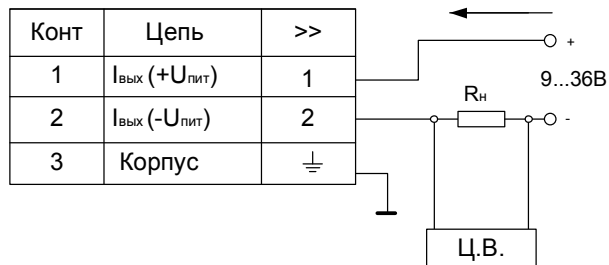 Конт Цепь >>
1 Iвых (+Uпит) 1
2 Iвых (-Uпит) 2
3 Корпус
+
9...36В
Rн
-
Ц.В.